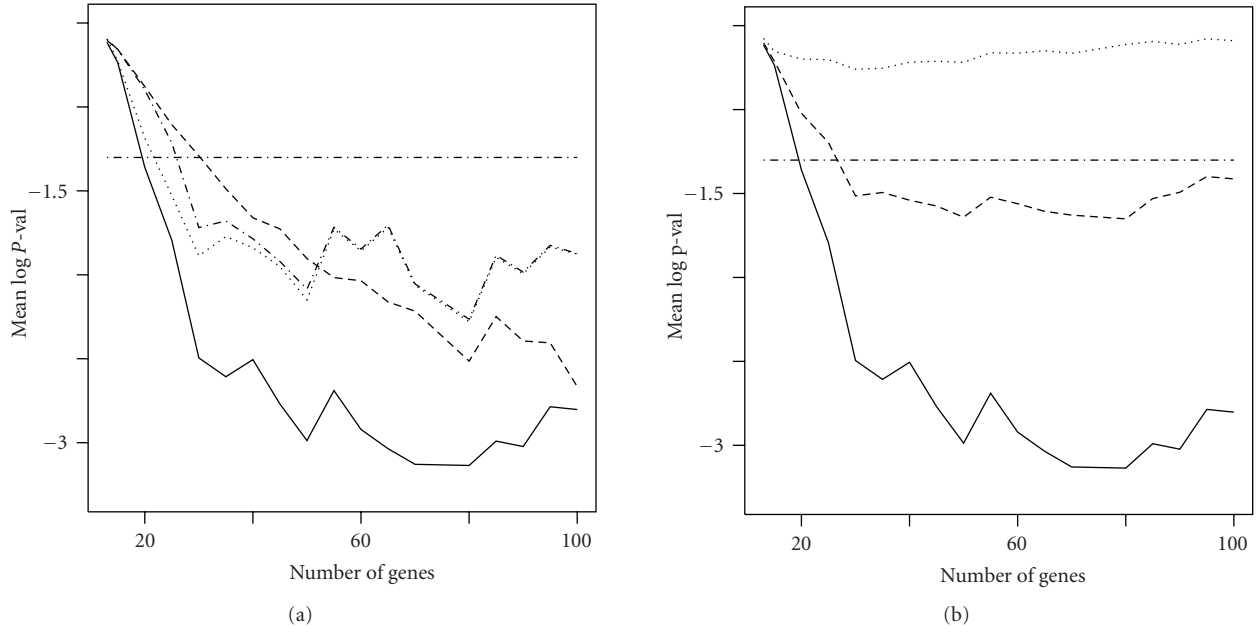 Mean log P-val
−1.5
−3
20
60
100
Number of genes
(a)
Mean log p-val
−1.5
−3
20
60
100
Number of genes
(b)